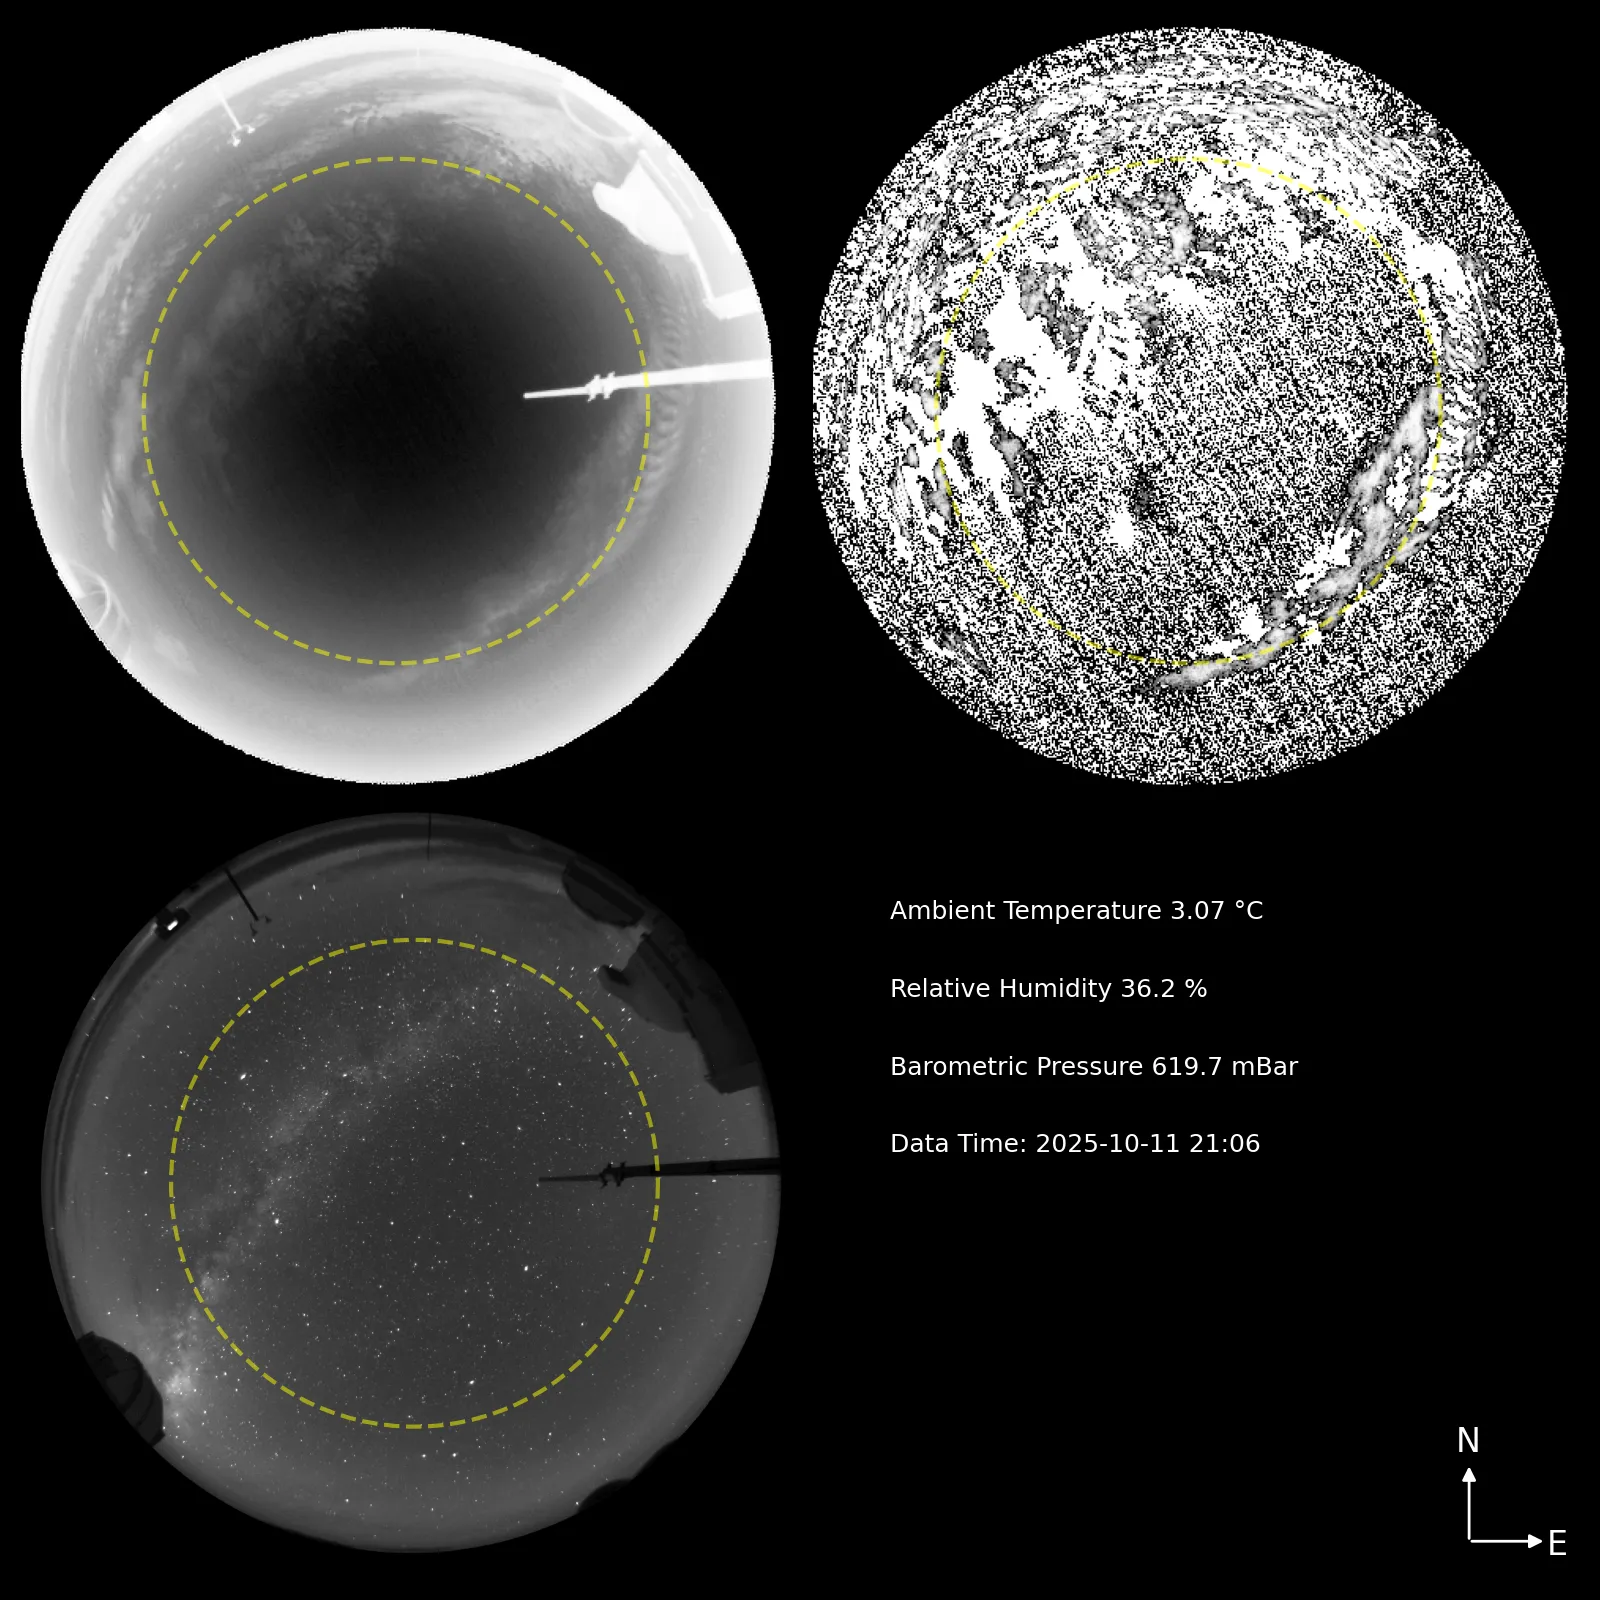 Ambient Temperature 3.07 °C
Relative Humidity 36.2 %
Barometric Pressure 619.7 mBar
Data Time: 2025-10-11 21:06
N
E